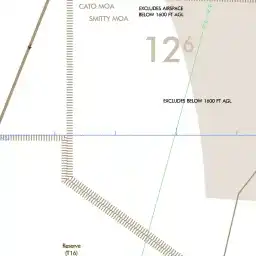 CATO MOA
SMITTY MOA
EXCLUDES AIRSPACE
BELOW 1600 FT AGL
12⁶
EXCLUDES BELOW 1600 FT AGL
Reserve
(T16)